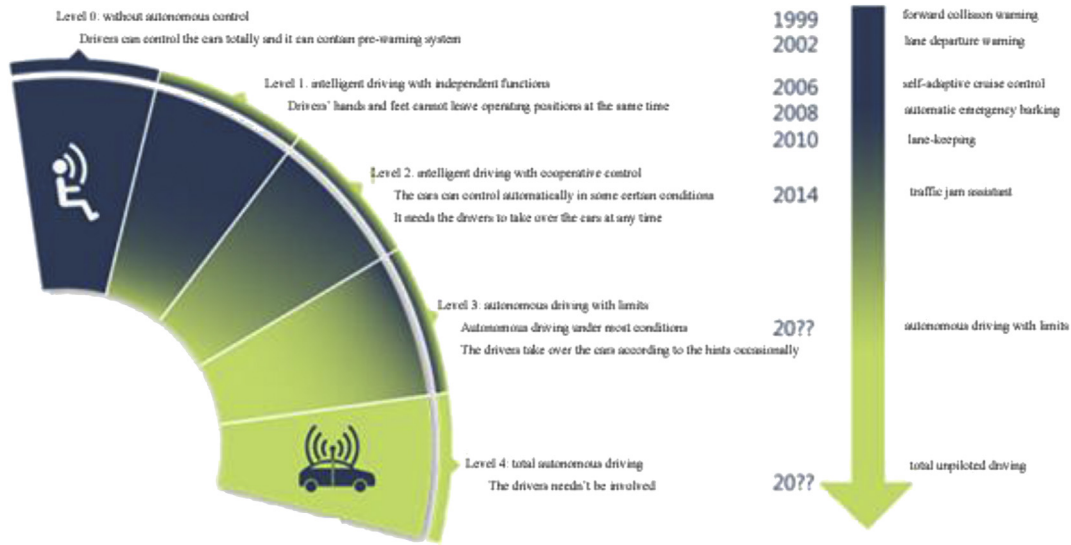 Level 0: without autonomous control
Drivers can control the cars totally and it can contain pre-warning system
Level 1. intelligent driving with independent functions
Drivers' hands and feet cannot leave operating positions at the same time
Level 2. intelligent driving with cooperative control
The cars can control automatically in some certain conditions
It needs the drivers to take over the cars at any time
Level 3: autonomous driving with limits
Autonomous driving under most conditions
The drivers take over the cars according to the hints occasionally
Level 4: total autonomous driving
The drivers needn't be involved
1999 forward collision warning
2002 lane departure warning
2006 self-adaptive cruise control
2008 automatic emergency barking
2010 lane-keeping
2014 traffic jam assistant
20?? autonomous driving with limits
20?? total unpiloted driving